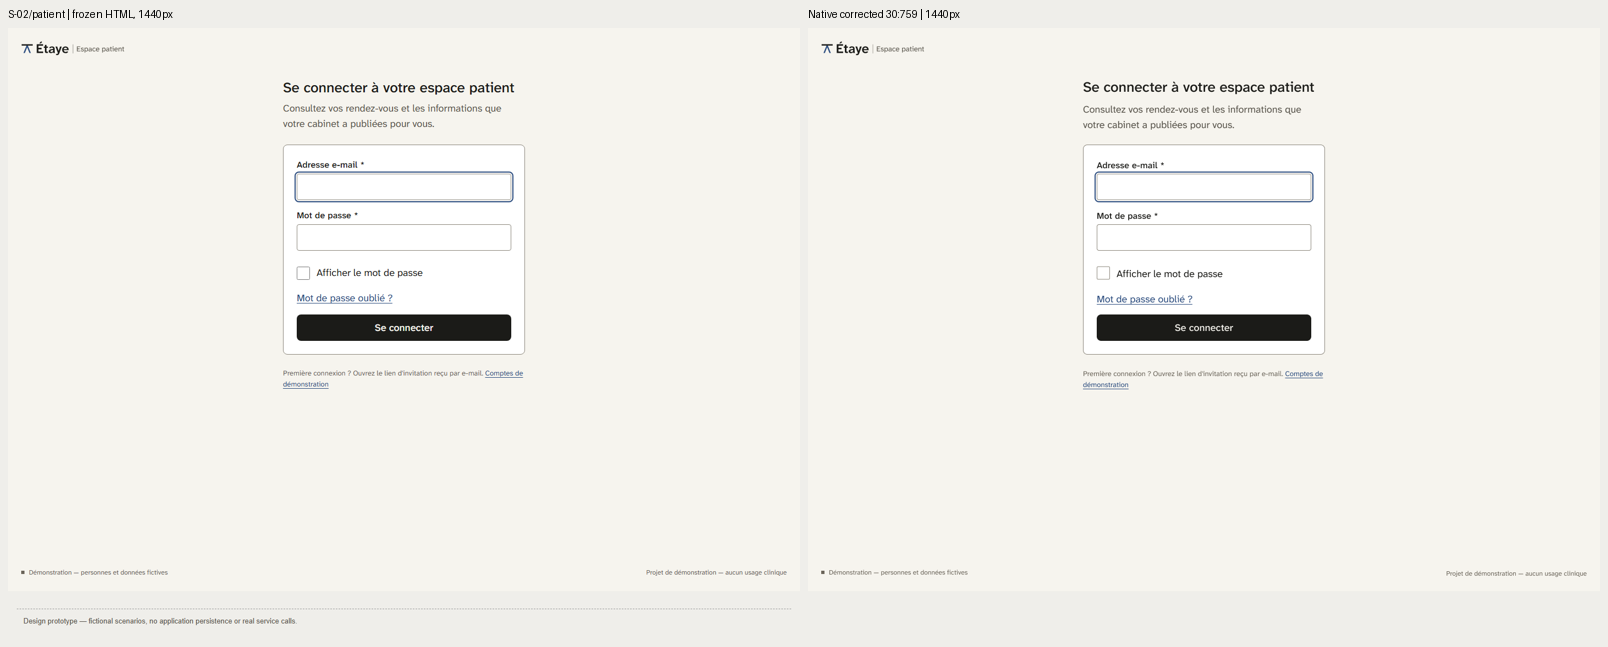 S-02/patient | frozen HTML, 1440px
Étaye | Espace patient
Se connecter à votre espace patient
Consultez vos rendez-vous et les informations que
votre cabinet a publiées pour vous.
Adresse e-mail *
Mot de passe *
Afficher le mot de passe
Mot de passe oublié ?
Se connecter
Première connexion ? Ouvrez le lien d'invitation reçu par e-mail. Comptes de
démonstration
Démonstration — personnes et données fictives
Projet de démonstration — aucun usage clinique
Design prototype — fictional scenarios, no application persistence or real service calls.
Native corrected 30:759 | 1440px
Étaye | Espace patient
Se connecter à votre espace patient
Consultez vos rendez-vous et les informations que
votre cabinet a publiées pour vous.
Adresse e-mail *
Mot de passe *
Afficher le mot de passe
Mot de passe oublié ?
Se connecter
Première connexion ? Ouvrez le lien d'invitation reçu par e-mail. Comptes de
démonstration
Démonstration — personnes et données fictives
Projet de démonstration — aucun usage clinique